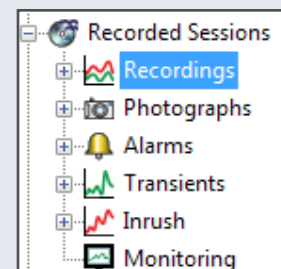 Recorded Sessions
Recordings
Photographs
Alarms
Transients
Inrush
Monitoring